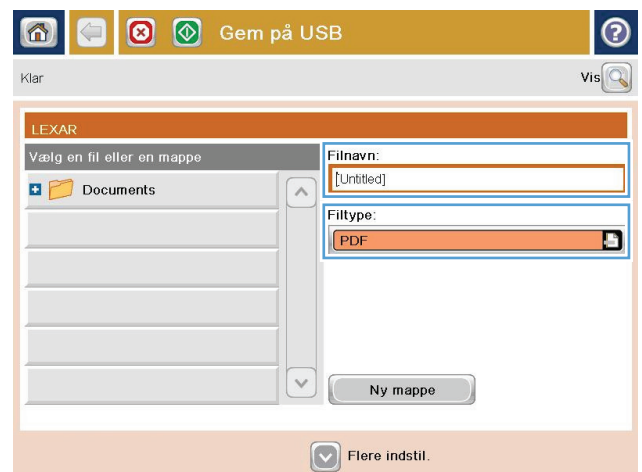 Gem på USB
Klar
Vis
LEXAR
Vælg en fil eller en mappe
Documents
Filnavn:
[Untitled]
Filtype:
PDF
Ny mappe
Flere indstil.